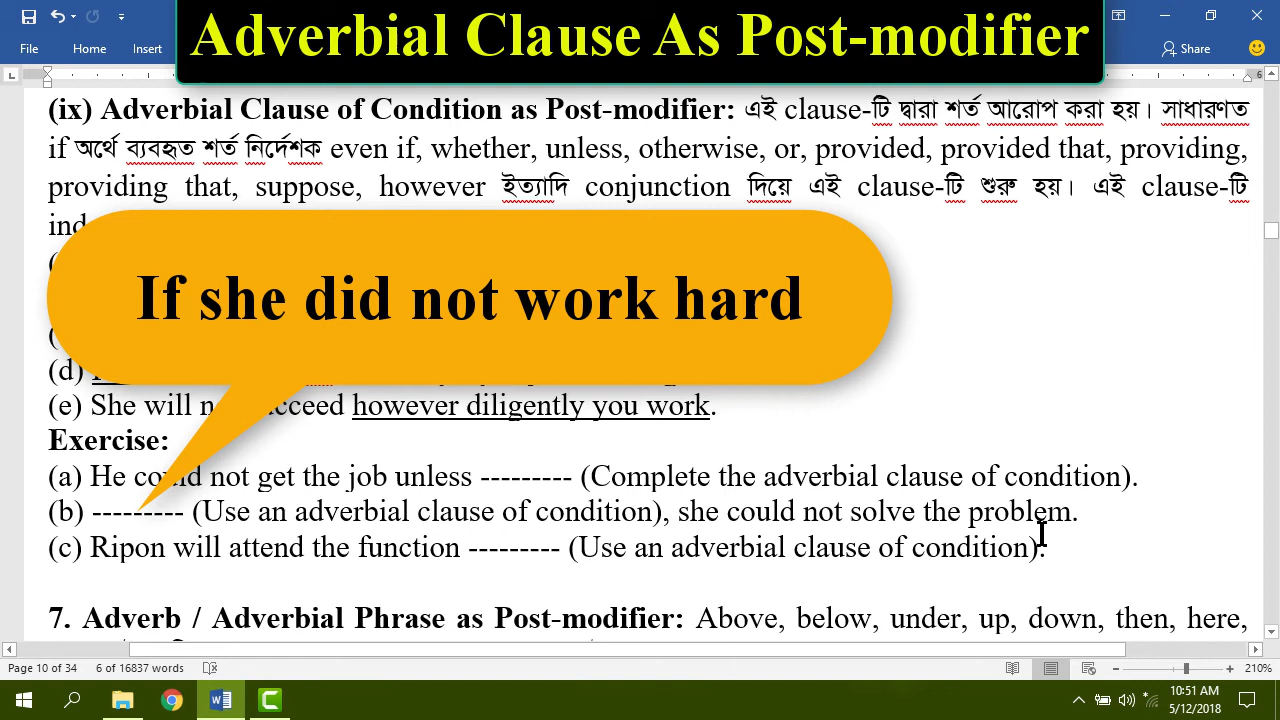 Adverbial Clause As Post-modifier
File Home Insert
Share
(ix) Adverbial Clause of Condition as Post-modifier: এই clause-টি দ্বারা শর্ত আরোপ করা হয়। সাধারণত
if অর্থে ব্যবহৃত শর্ত নির্দেশক even if, whether, unless, otherwise, or, provided, provided that, providing,
providing that, suppose, however ইত্যাদি conjunction দিয়ে এই clause-টি শুরু হয়। এই clause-টি
If she did not work hard
(d)
(e) She will succeed however diligently you work.
Exercise:
(a) He could not get the job unless --------- (Complete the adverbial clause of condition).
(b) --------- (Use an adverbial clause of condition), she could not solve the problem.
(c) Ripon will attend the function --------- (Use an adverbial clause of condition).
7. Adverb / Adverbial Phrase as Post-modifier: Above, below, under, up, down, then, here,
Page 10 of 34 6 of 16837 words 210%
10:51 AM
5/12/2018